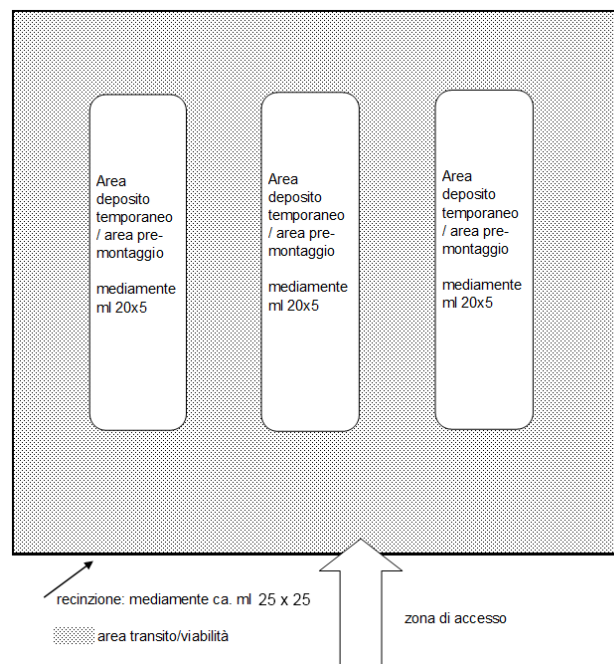 Area
deposito
temporaneo
/ area pre-
montaggio
mediamente
ml 20x5
Area
deposito
temporaneo
/ area pre-
montaggio
mediamente
ml 20x5
Area
deposito
temporaneo
/ area pre-
montaggio
mediamente
ml 20x5
recinzione: mediamente ca. ml 25 x 25
zona di accesso
area transito/viabilità